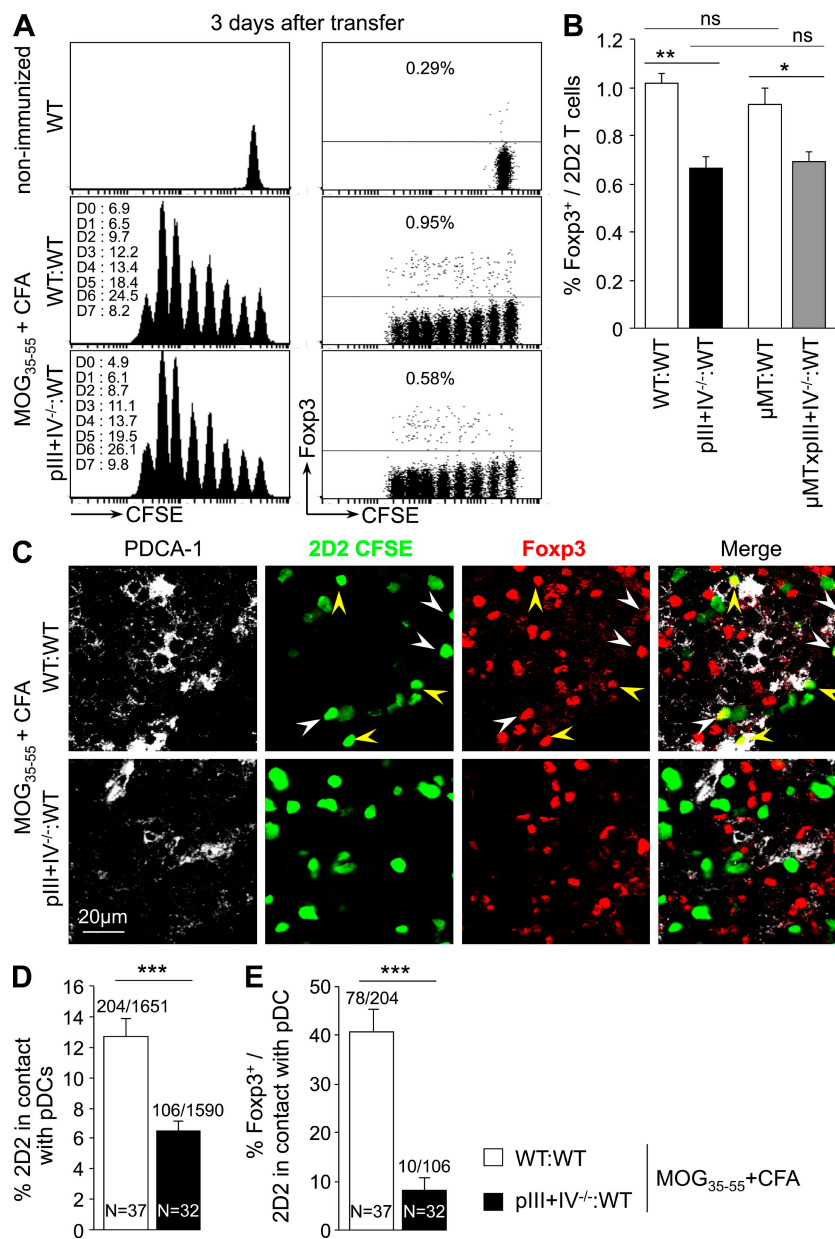 A
3 days after transfer
non-immunized
WT
0.29%
MOG35-55 + CFA
WT:WT
D0 : 6.9
D1 : 6.5
D2 : 9.7
D3 : 12.2
D4 : 13.4
D5 : 18.4
D6 : 24.5
D7 : 8.2
0.95%
pIII+IV-/-:WT
D0 : 4.9
D1 : 6.1
D2 : 8.7
D3 : 11.1
D4 : 13.7
D5 : 19.5
D6 : 26.1
D7 : 9.8
0.58%
Foxp3
CFSE
CFSE
B
ns
ns
**
*
% Foxp3+ / 2D2 T cells
1.2
1.0
0.8
0.6
0.4
0.2
0
WT:WT
pIII+IV-/-:WT
µMT:WT
µMTxpIII+IV-/-:WT
C
PDCA-1
2D2 CFSE
Foxp3
Merge
MOG35-55 + CFA
WT:WT
pIII+IV-/-:WT
20µm
D
***
204/1651
106/1590
% 2D2 in contact
with pDCs
16
14
12
10
8
6
4
2
0
N=37
N=32
E
***
78/204
10/106
% Foxp3+ /
2D2 in contact with pDC
50
40
30
20
10
0
N=37
N=32
WT:WT
pIII+IV-/-:WT
MOG35-55+CFA